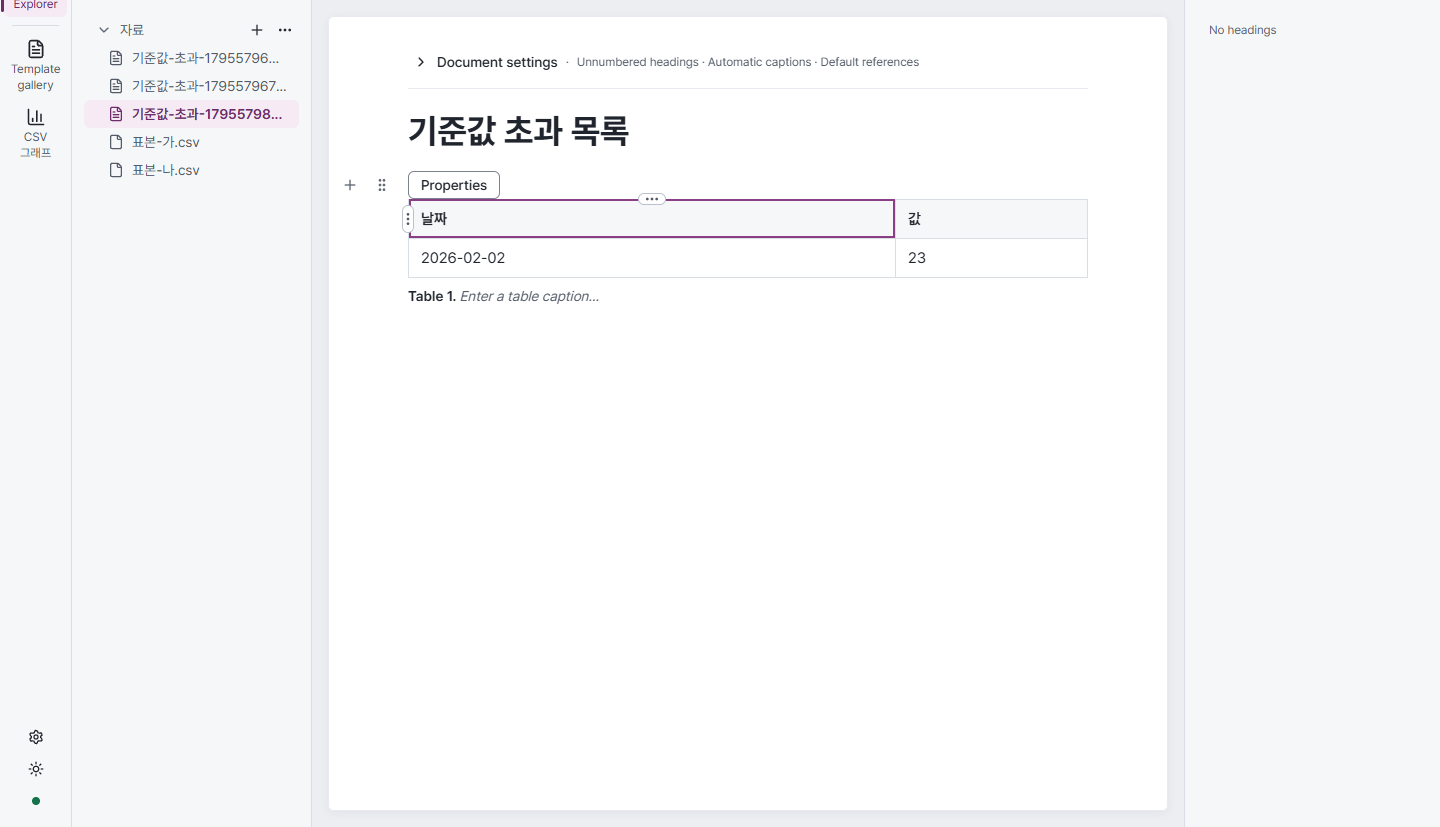 Explorer
Template
gallery
CSV
그래프
자료
기준값-초과-17955796...
기준값-초과-179557967...
기준값-초과-17955798...
표본-가.csv
표본-나.csv
Document settings · Unnumbered headings · Automatic captions · Default references
기준값 초과 목록
Properties
날짜 값
2026-02-02 23
Table 1. Enter a table caption...
No headings